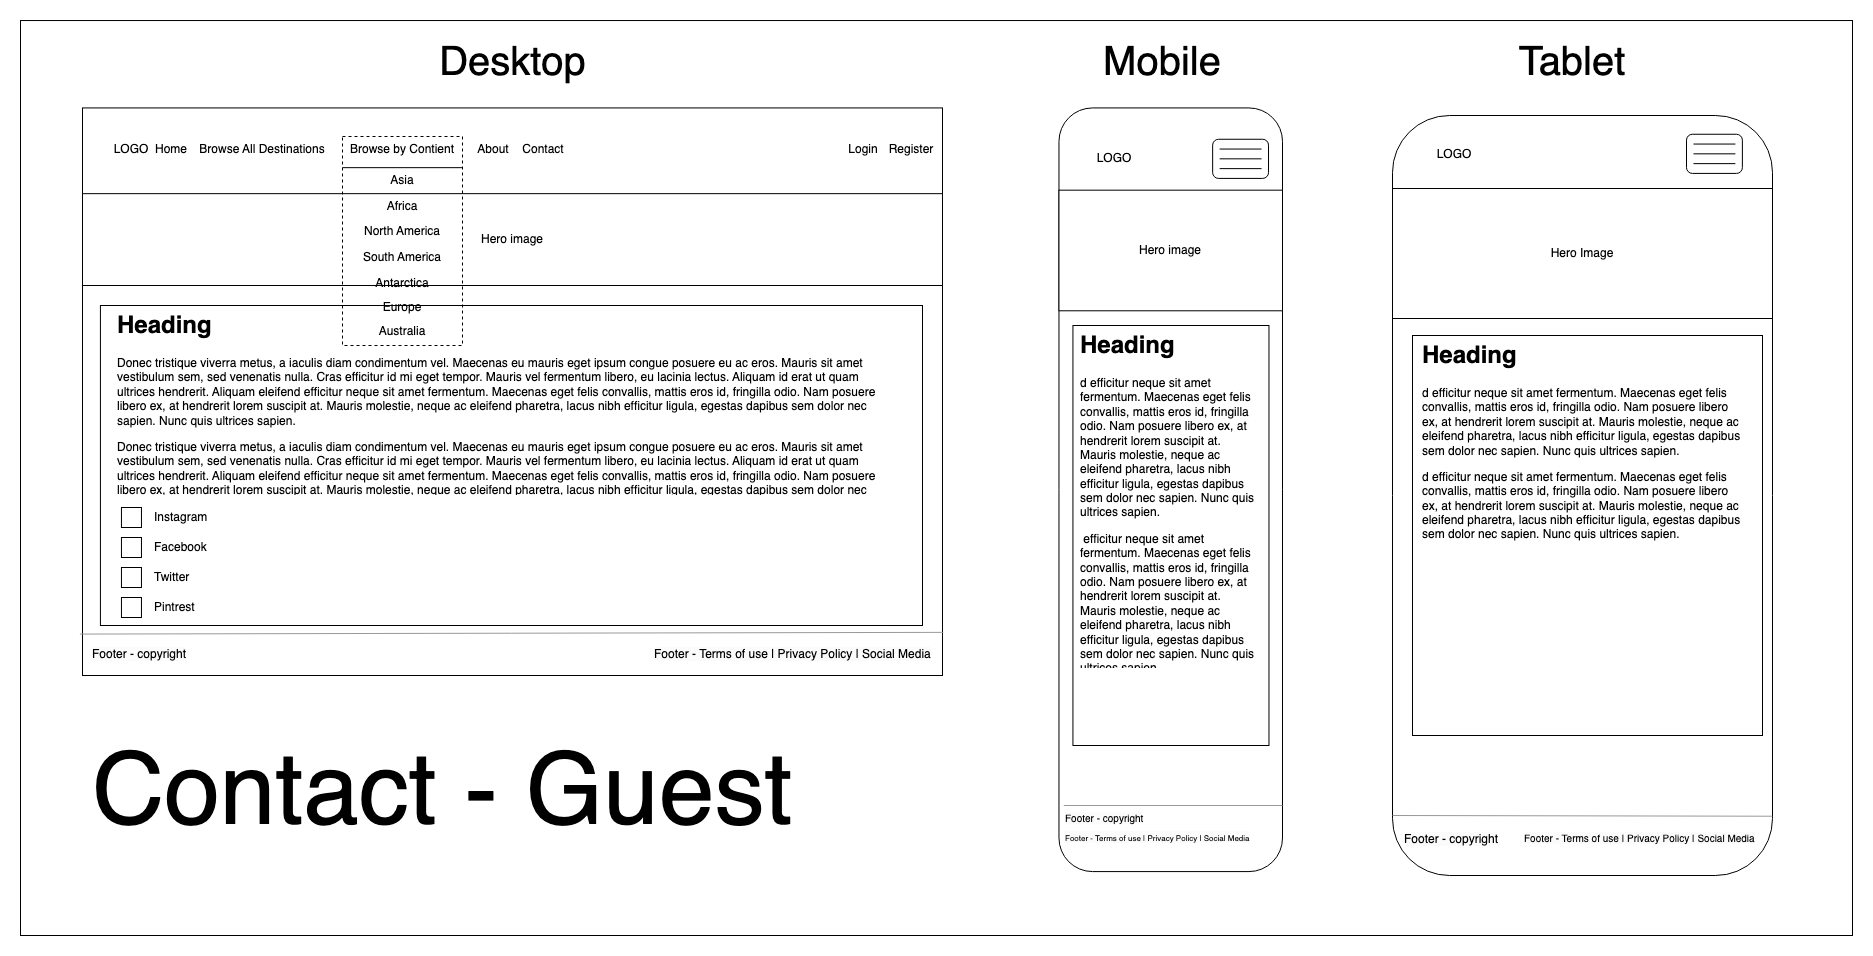 Desktop
LOGO Home Browse All Destinations Browse by Contient About Contact Login Register
Asia
Africa
North America
South America
Antarctica
Europe
Australia
Hero image
Heading
Donec tristique viverra metus, a iaculis diam condimentum vel. Maecenas eu mauris eget ipsum congue posuere eu ac eros. Mauris sit amet
vestibulum sem, sed venenatis nulla. Cras efficitur id mi eget tempor. Mauris vel fermentum libero, eu lacinia lectus. Aliquam id erat ut quam
ultrices hendrerit. Aliquam eleifend efficitur neque sit amet fermentum. Maecenas eget felis convallis, mattis eros id, fringilla odio. Nam posuere
libero ex, at hendrerit lorem suscipit at. Mauris molestie, neque ac eleifend pharetra, lacus nibh efficitur ligula, egestas dapibus sem dolor nec
sapien. Nunc quis ultrices sapien.
Donec tristique viverra metus, a iaculis diam condimentum vel. Maecenas eu mauris eget ipsum congue posuere eu ac eros. Mauris sit amet
vestibulum sem, sed venenatis nulla. Cras efficitur id mi eget tempor. Mauris vel fermentum libero, eu lacinia lectus. Aliquam id erat ut quam
ultrices hendrerit. Aliquam eleifend efficitur neque sit amet fermentum. Maecenas eget felis convallis, mattis eros id, fringilla odio. Nam posuere
libero ex, at hendrerit lorem suscipit at. Mauris molestie, neque ac eleifend pharetra, lacus nibh efficitur ligula, egestas dapibus sem dolor nec
Instagram
Facebook
Twitter
Pintrest
Footer - copyright Footer - Terms of use I Privacy Policy I Social Media
Contact - Guest
Mobile
LOGO
Hero image
Heading
d efficitur neque sit amet
fermentum. Maecenas eget felis
convallis, mattis eros id, fringilla
odio. Nam posuere libero ex, at
hendrerit lorem suscipit at.
Mauris molestie, neque ac
eleifend pharetra, lacus nibh
efficitur ligula, egestas dapibus
sem dolor nec sapien. Nunc quis
ultrices sapien.
efficitur neque sit amet
fermentum. Maecenas eget felis
convallis, mattis eros id, fringilla
odio. Nam posuere libero ex, at
hendrerit lorem suscipit at.
Mauris molestie, neque ac
eleifend pharetra, lacus nibh
efficitur ligula, egestas dapibus
sem dolor nec sapien. Nunc quis
ultrices sapien
Footer - copyright
Footer - Terms of use I Privacy Policy I Social Media
Tablet
LOGO
Hero Image
Heading
d efficitur neque sit amet fermentum. Maecenas eget felis
convallis, mattis eros id, fringilla odio. Nam posuere libero
ex, at hendrerit lorem suscipit at. Mauris molestie, neque ac
eleifend pharetra, lacus nibh efficitur ligula, egestas dapibus
sem dolor nec sapien. Nunc quis ultrices sapien.
d efficitur neque sit amet fermentum. Maecenas eget felis
convallis, mattis eros id, fringilla odio. Nam posuere libero
ex, at hendrerit lorem suscipit at. Mauris molestie, neque ac
eleifend pharetra, lacus nibh efficitur ligula, egestas dapibus
sem dolor nec sapien. Nunc quis ultrices sapien.
Footer - copyright Footer - Terms of use I Privacy Policy I Social Media